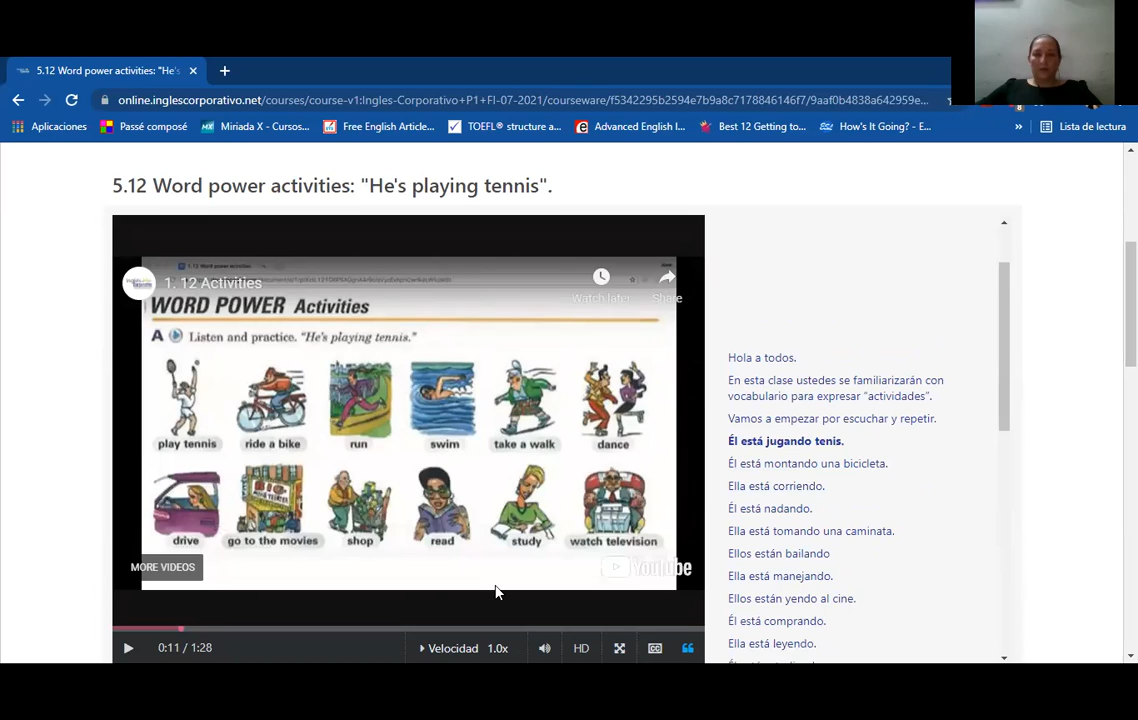 5.12 Word power activities: "He's
online.inglescorporativo.net/courses/course-v1:Ingles-Corporativo+P1+FI-07-2021/courseware/f5342295b2594e7b9a8c7178846146f7/9aaf0b4838a642959e...
Aplicaciones
Passé composé
Miriada X - Cursos...
Free English Article...
TOEFL® structure a...
Advanced English l...
Best 12 Getting to...
How's It Going? - E...
»
Lista de lectura
5.12 Word power activities: "He's playing tennis".
1. 12 Activities
Watch later
Share
WORD POWER Activities
A Listen and practice. "He's playing tennis."
play tennis
ride a bike
run
swim
take a walk
dance
drive
go to the movies
shop
read
study
watch television
MORE VIDEOS
YouTube
0:11 / 1:28
Velocidad 1.0x
HD
CC
Hola a todos.
En esta clase ustedes se familiarizarán con
vocabulario para expresar "actividades".
Vamos a empezar por escuchar y repetir.
Él está jugando tenis.
Él está montando una bicicleta.
Ella está corriendo.
Él está nadando.
Ella está tomando una caminata.
Ellos están bailando
Ella está manejando.
Ellos están yendo al cine.
Él está comprando.
Ella está leyendo.